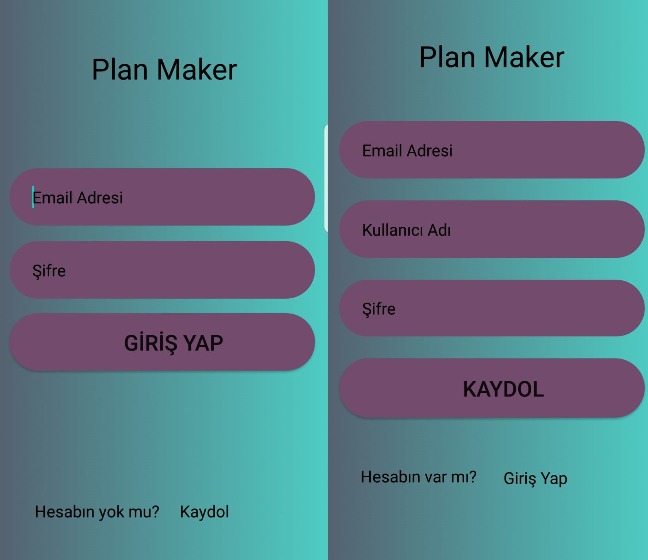 Plan Maker
Email Adresi
Şifre
GİRİŞ YAP
Hesabın yok mu? Kaydol
Plan Maker
Email Adresi
Kullanıcı Adı
Şifre
KAYDOL
Hesabın var mı? Giriş Yap